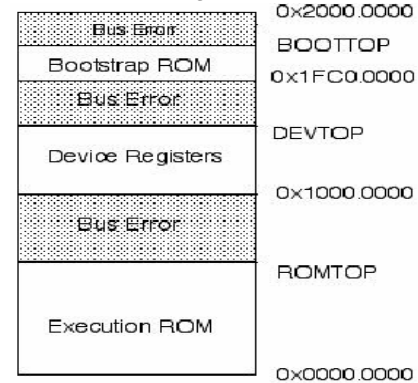 0x2000.0000
Bus Error
BOOTTOP
Bootstrap ROM
0x1FC0.0000
Bus Error
DEVTOP
Device Registers
0x1000.0000
Bus Error
ROMTOP
Execution ROM
0x0000.0000